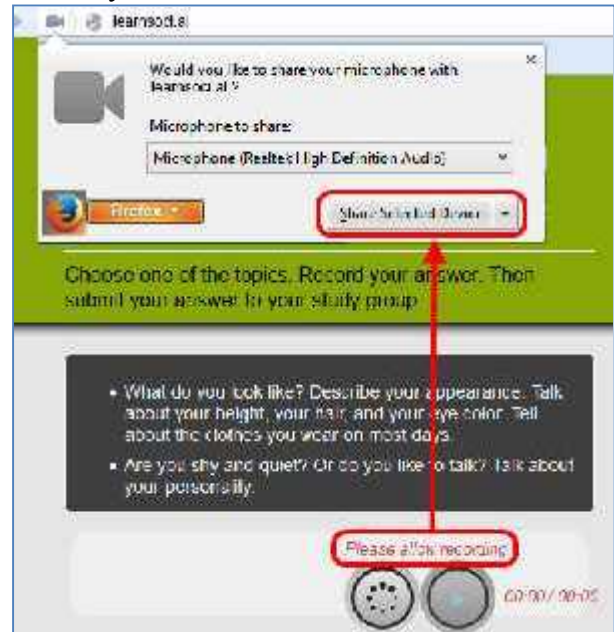 learnsoci.al
×
Would you like to share your microphone with
learnsoci.al?
Microphone to share:
Microphone (Realtek High Definition Audio)
Firefox
Share Selected Device
Choose one of the topics. Record your answer. Then
submit your answer to your study group
• What do you look like? Describe your appearance. Talk
about your height, your hair, and your eye color. Tell
about the clothes you wear on most days.
• Are you shy and quiet? Or do you like to talk? Talk about
your personality.
Please allow recording
00:00 /